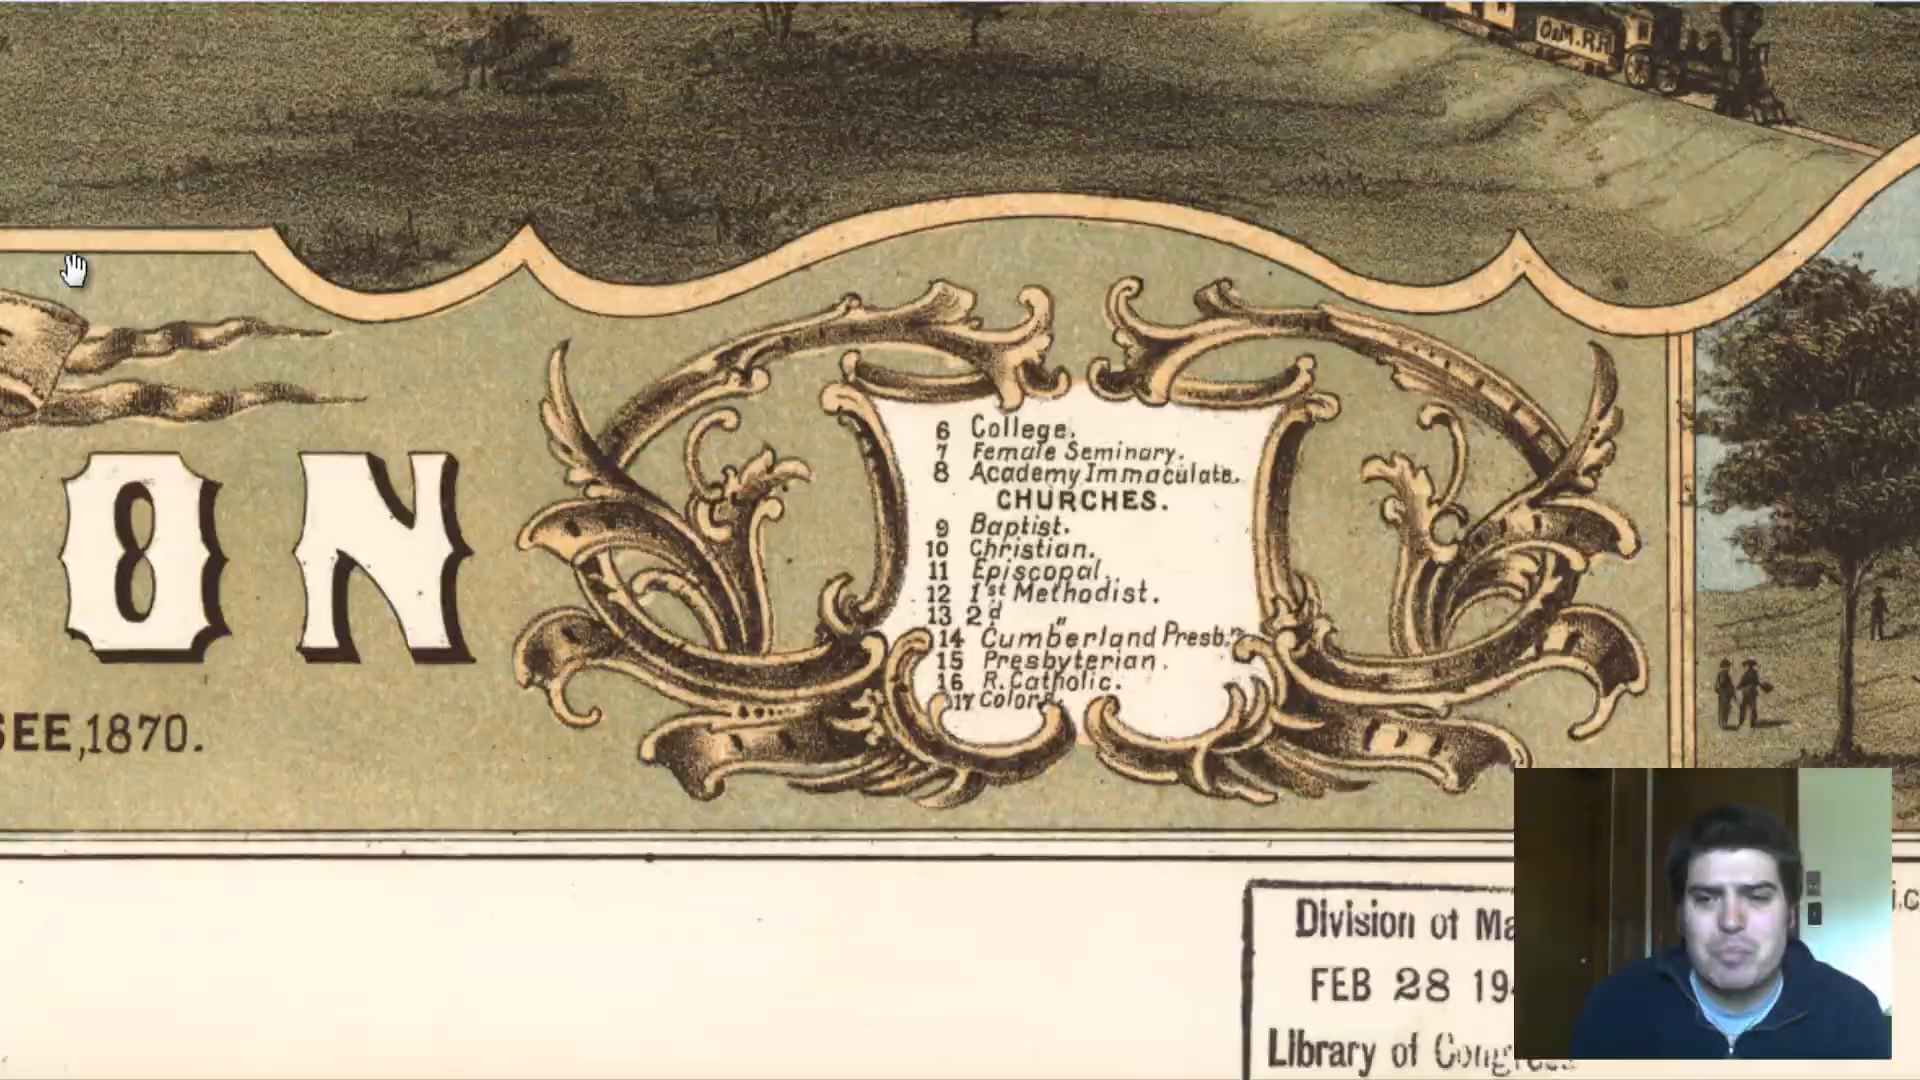 O&M.RR
6 College.
7 Female Seminary.
8 Academy Immaculate.
CHURCHES.
9 Baptist.
10 Christian.
11 Episcopal.
12 1st Methodist.
13 2d "
14 Cumberland Presb.n
15 Presbyterian.
16 R. Catholic.
17 Colord.
ON
SEE, 1870.
Division of Ma
FEB 28 194
Library of Congress